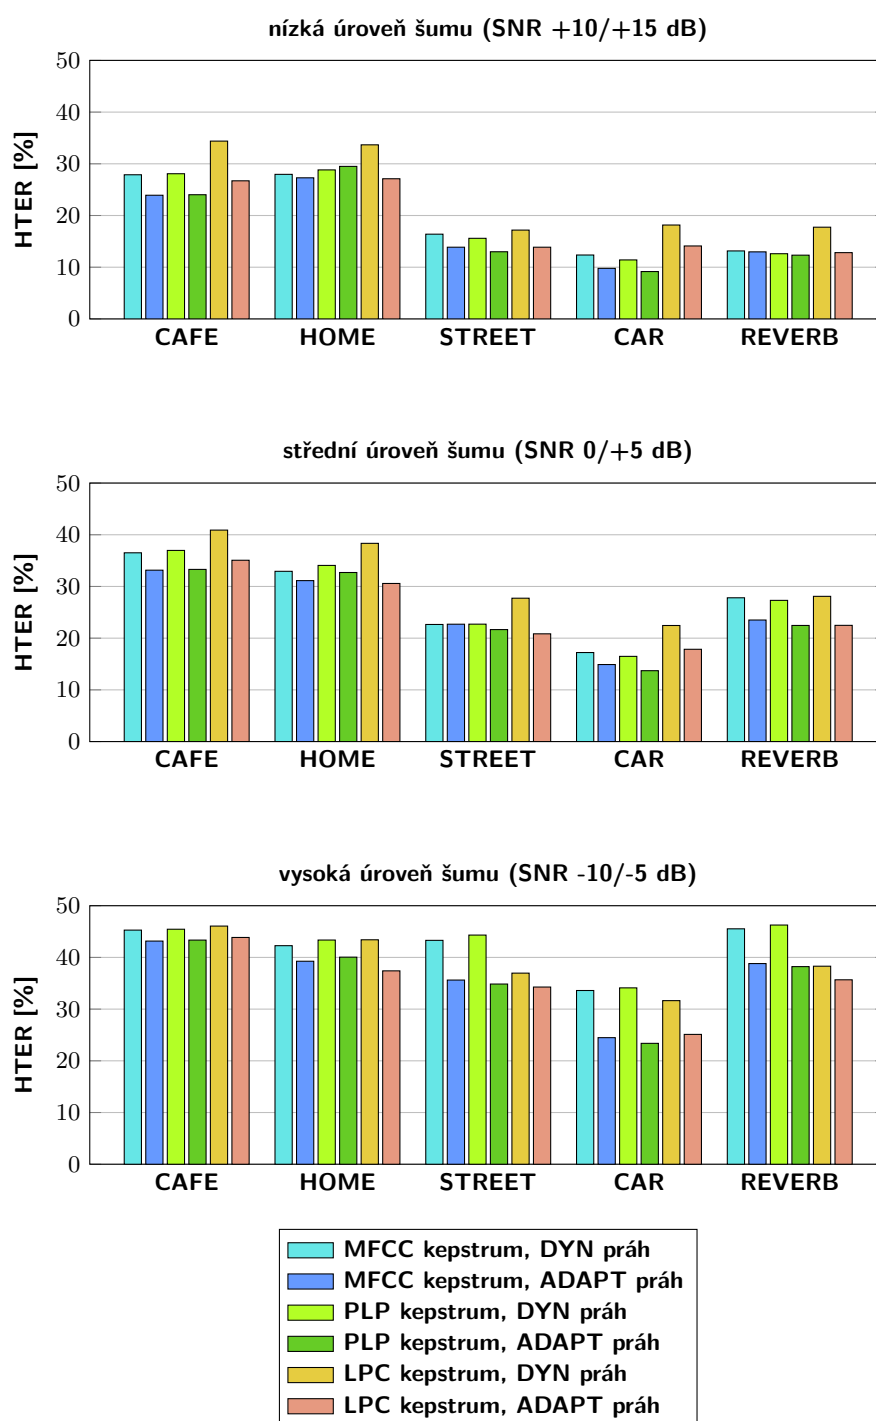 nízká úroveň šumu (SNR +10/+15 dB)
50
40
30
20
10
0
HTER [%]
CAFE HOME STREET CAR REVERB
střední úroveň šumu (SNR 0/+5 dB)
50
40
30
20
10
0
HTER [%]
CAFE HOME STREET CAR REVERB
vysoká úroveň šumu (SNR -10/-5 dB)
50
40
30
20
10
0
HTER [%]
CAFE HOME STREET CAR REVERB
MFCC kepstrum, DYN práh
MFCC kepstrum, ADAPT práh
PLP kepstrum, DYN práh
PLP kepstrum, ADAPT práh
LPC kepstrum, DYN práh
LPC kepstrum, ADAPT práh